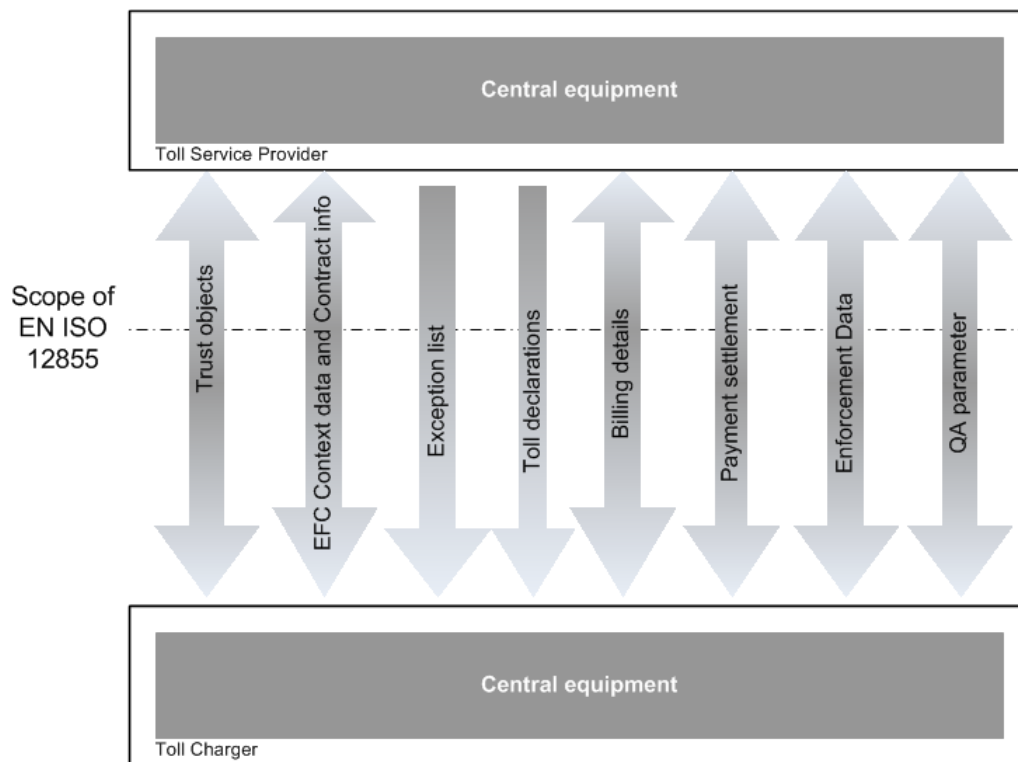 Central equipment
Toll Service Provider
Scope of
EN ISO
12855
Trust objects
EFC Context data and Contract info
Exception list
Toll declarations
Billing details
Payment settlement
Enforcement Data
QA parameter
Central equipment
Toll Charger